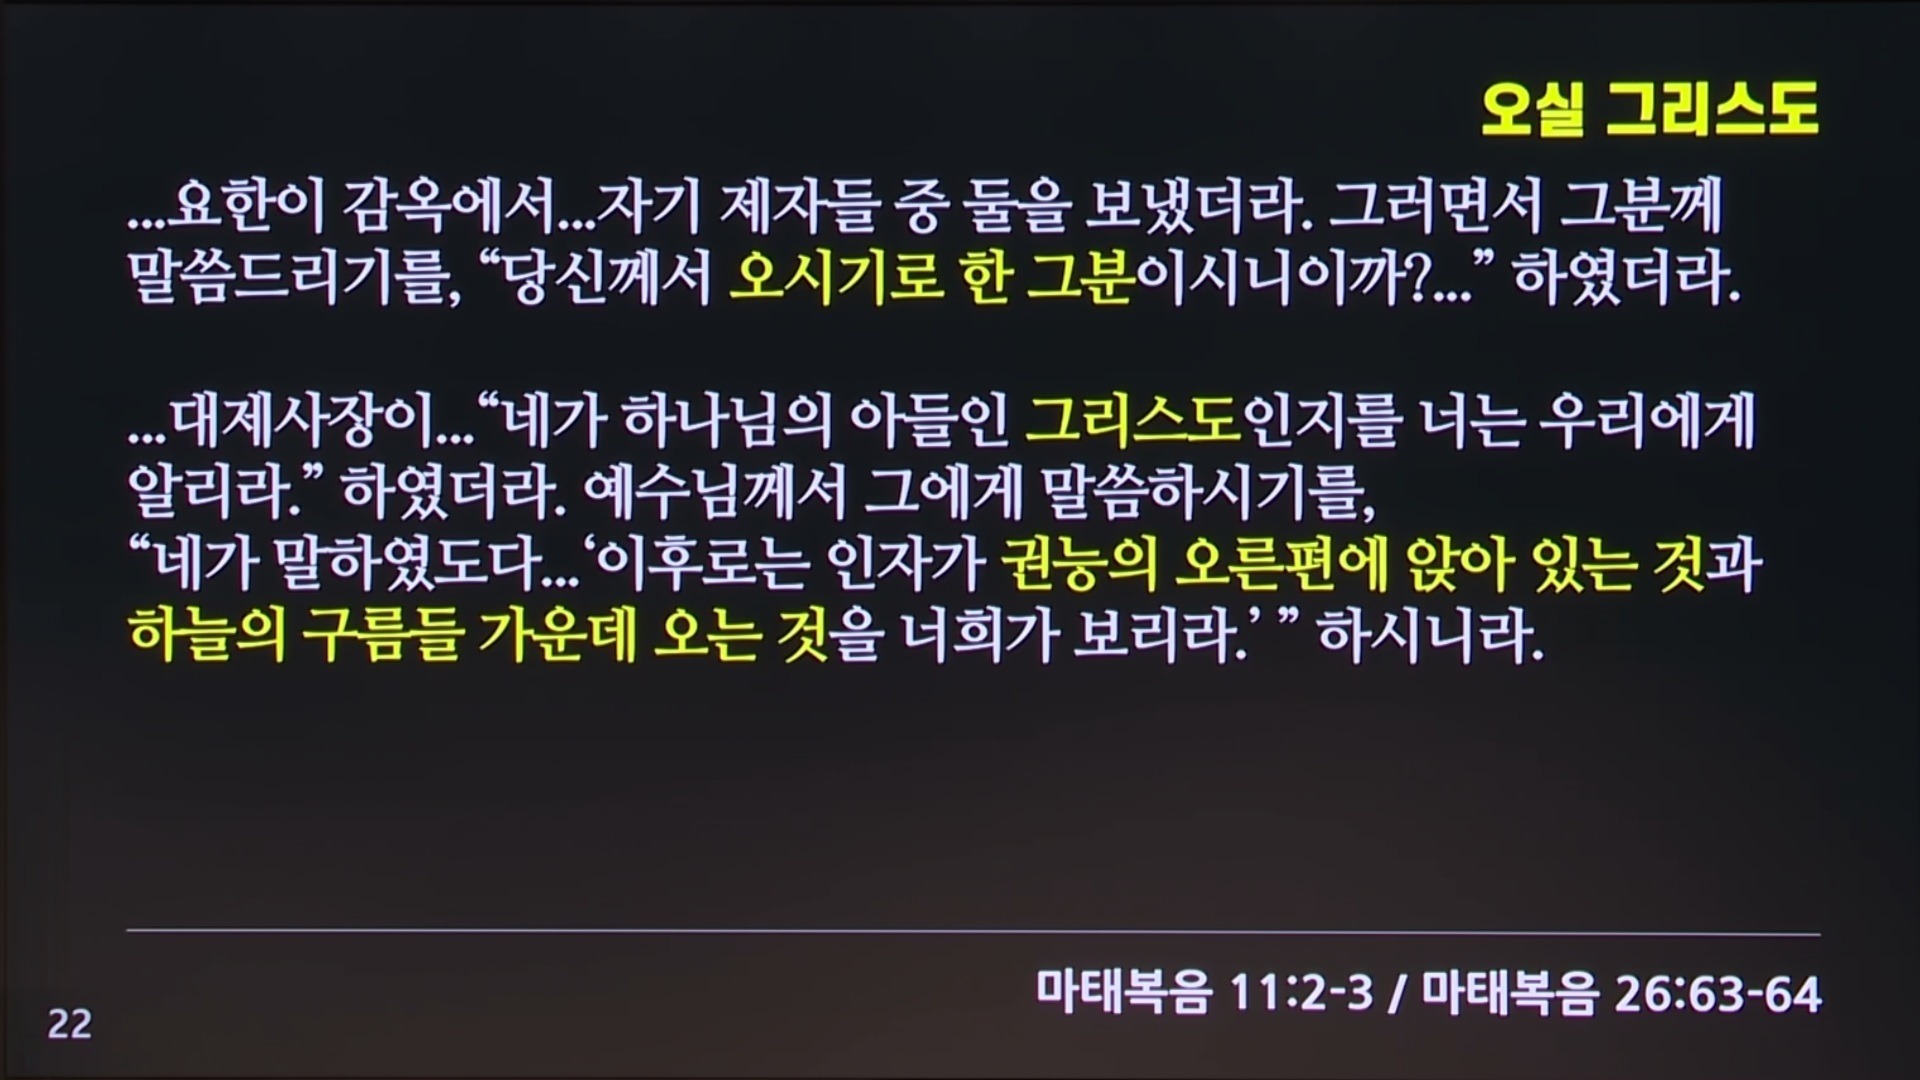 오실 그리스도
...요한이 감옥에서...자기 제자들 중 둘을 보냈더라. 그러면서 그분께
말씀드리기를, “당신께서 오시기로 한 그분이시니이까?...” 하였더라.
...대제사장이...“네가 하나님의 아들인 그리스도인지를 너는 우리에게
알리라.” 하였더라. 예수님께서 그에게 말씀하시기를,
“네가 말하였도다...‘이후로는 인자가 권능의 오른편에 앉아 있는 것과
하늘의 구름들 가운데 오는 것을 너희가 보리라.’ ” 하시니라.
마태복음 11:2-3 / 마태복음 26:63-64
22